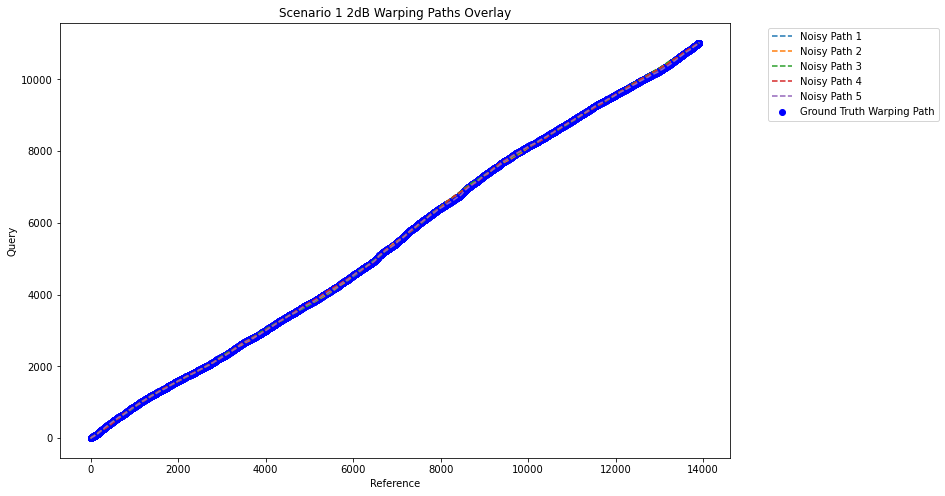 Scenario 1 2dB Warping Paths Overlay
Noisy Path 1
Noisy Path 2
Noisy Path 3
Noisy Path 4
Noisy Path 5
Ground Truth Warping Path
10000
8000
6000
4000
2000
0
Query
0 2000 4000 6000 8000 10000 12000 14000
Reference